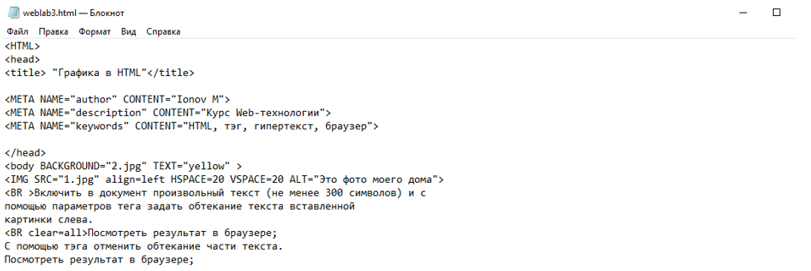 weblab3.html — Блокнот
Файл Правка Формат Вид Справка
<HTML>
<head>
<title> "Графика в HTML"</title>
<META NAME="author" CONTENT="Ionov M">
<META NAME="description" CONTENT="Курс Web-технологии">
<META NAME="keywords" CONTENT="HTML, тэг, гипертекст, браузер">
</head>
<body BACKGROUND="2.jpg" TEXT="yellow" >
<IMG SRC="1.jpg" align=left HSPACE=20 VSPACE=20 ALT="Это фото моего дома">
<BR >Включить в документ произвольный текст (не менее 300 символов) и с
помощью параметров тега задать обтекание текста вставленной
картинки слева.
<BR clear=all>Посмотреть результат в браузере;
С помощью тэга отменить обтекание части текста.
Посмотреть результат в браузере;